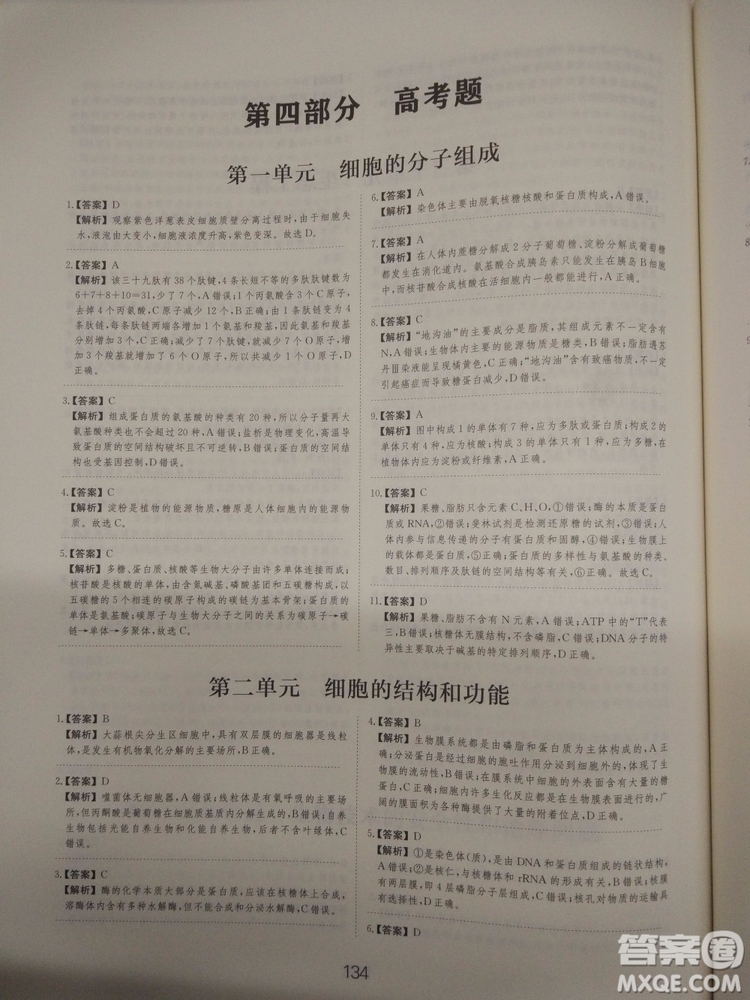 第四部分 高考题
第一单元 细胞的分子组成
1.【答案】D
【解析】观察紫色洋葱表皮细胞质壁分离过程时,由于细胞失
水,液泡由大变小,细胞液浓度升高,紫色变深。故选D。
2.【答案】A
【解析】该三十九肽有38个肽键,4条长短不等的多肽肽键数为
6+7+8+10=31,少了7个,A错误;1个丙氨酸含3个C原子,
去掉4个丙氨酸,C原子减少12个,B正确;由1条肽链变为4
条肽链,每条肽链两端各增加1个氨基和羧基,因此氨基和羧基
分别增加3个,C正确;去掉4个丙氨酸,肽键减少了7个,但羧
基增加了3个,其增加了6个O原子,所以共减少1个O原子,D
正确。
3.【答案】C
【解析】组成蛋白质的氨基酸的种类有20种,所以小分子量再大
氨基酸种类也不会超过20种,A错误;盐析是物理变化,高温导
致蛋白质的空间结构破坏且不可逆转,B错误;蛋白质的空间结
构也受基因控制,D错误。
4.【答案】C
【解析】淀粉是植物的能源物质,糖原是人体细胞内的能源物
质。故选C。
5.【答案】C
【解析】多糖、蛋白质、核酸等生物大分子由许多单体连接而成;
核苷酸是核酸的单体,由含氮碱基、磷酸基团和五碳糖构成,以
五碳糖的5个相连的碳原子构成的碳链为基本骨架;蛋白质的
单体是氨基酸;碳原子与生物大分子之间的关系为碳原子→碳
链→单体→多聚体,故选C。
6.【答案】A
【解析】染色体主要由脱氧核糖核酸和蛋白质构成,A错误。
7.【答案】A
【解析】在人体内蔗糖分解成2分子葡萄糖、淀粉分解成葡萄糖
都发生在消化道内。氨基酸合成胰岛素只能发生在胰岛B细胞
内,而核苷酸合成核酸在活细胞内一般都能进行。
8.【答案】C
【解析】“地沟油”的主要成分是脂质,其组成元素不一定含有
N,A错误;生物体内主要的能源物质是糖类,B错误;脂肪遇苏
丹Ⅲ染液能呈现橘黄色,C正确;“地沟油”含有致癌物质,不一定
引起癌症而导致糖蛋白减少,D错误。
9.【答案】A
【解析】图中构成1的单体有7种,应为多肽或蛋白质;构成2的
单体只有4种,应为核酸;构成3的单体只有1种,应为多糖,在
植物体内应为淀粉或纤维素,A正确。
10.【答案】C
【解析】果糖、脂肪只含元素C、H、O,①错误;酶的本质是蛋白
质或RNA,②错误;斐林试剂是检测还原糖的试剂,③错误;人
体内参与信息传递的分子有蛋白质和固醇,④错误;生物膜上
的载体都是蛋白质,⑤错误;蛋白质的多样性与氨基酸的种类、
数目、排列顺序及肽链的空间结构有关,⑥正确。故选C。
11.【答案】D
【解析】果糖、脂肪不含有N元素,A错误;ATP中的“T”代表
三,B错误;核糖体无膜结构,不含磷脂,C错误;DNA分子的特
异性主要取决于碱基的特定排列顺序,D正确。
第二单元 细胞的结构和功能
1.【答案】B
【解析】大蒜根尖分生区细胞中,具有双层膜的细胞器是线粒
体,是发生有机物氧化分解的主要场所,B正确。
2.【答案】D
【解析】噬菌体无细胞器,A错误;线粒体是有氧呼吸的主要场
所,但丙酮酸是葡萄糖在细胞质基质中分解形成的,B错误;自
养生物包括光能自养生物和化能自养生物,后者不含叶绿体,C
错误。
3.【答案】C
【解析】酶的化学本质大部分是蛋白质,应该在核糖体上合成,
溶酶体内含有多种水解酶,但不能合成和分泌水解酶,C错误。
4.【答案】B
【解析】生物膜系统都是由磷脂和蛋白质为主体构成的,A正
确;分泌蛋白是生物大分子,通过细胞的胞吐作用分泌,体现了
生物膜的流动性,B错误;细胞中的细胞膜的外表面含有较多糖
蛋白,C正确;细胞内许多生化反应都是在生物膜上进行的,广
阔的膜面积为酶提供了大量的附着位点,D正确。
5.【答案】D
【解析】①是染色体(质),是由DNA和蛋白质组成的链状结构,
A错误;②是核仁,与核糖体和rRNA的形成有关,B错误;核膜
有两层膜,即4层磷脂分子层组成,C错误;核孔对物质的运输具
有选择性,D正确。
6.【答案】D
134
答案圈
MXQE.COM